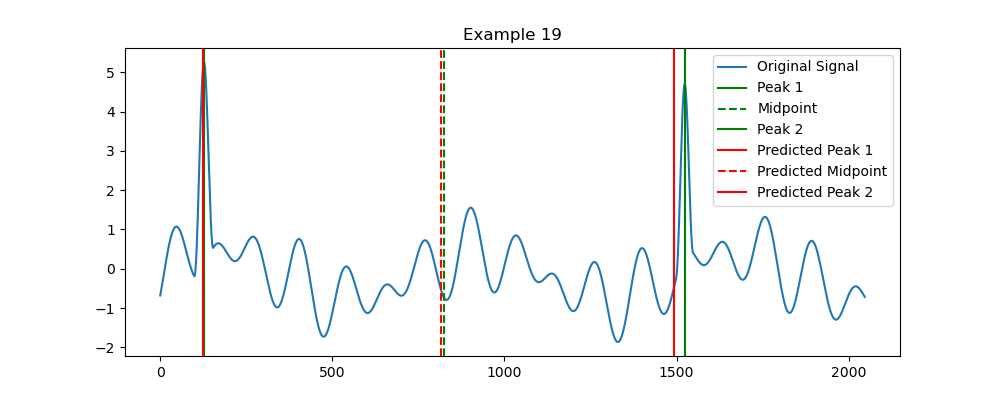 Example 19
Original Signal
Peak 1
Midpoint
Peak 2
Predicted Peak 1
Predicted Midpoint
Predicted Peak 2
5
4
3
2
1
0
−1
−2
0 500 1000 1500 2000